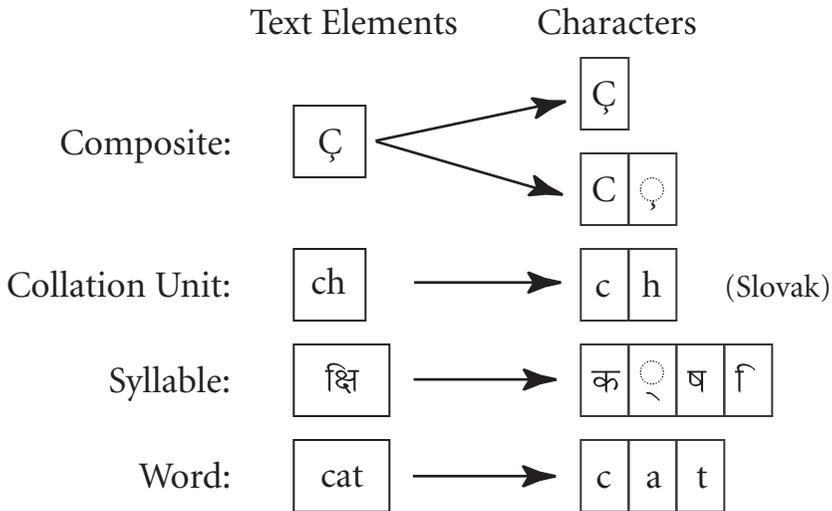 Text Elements Characters
Ç
Composite: Ç
C ◌̧
Collation Unit: ch c h (Slovak)
Syllable: क्षि क ◌् ष ि
Word: cat c a t